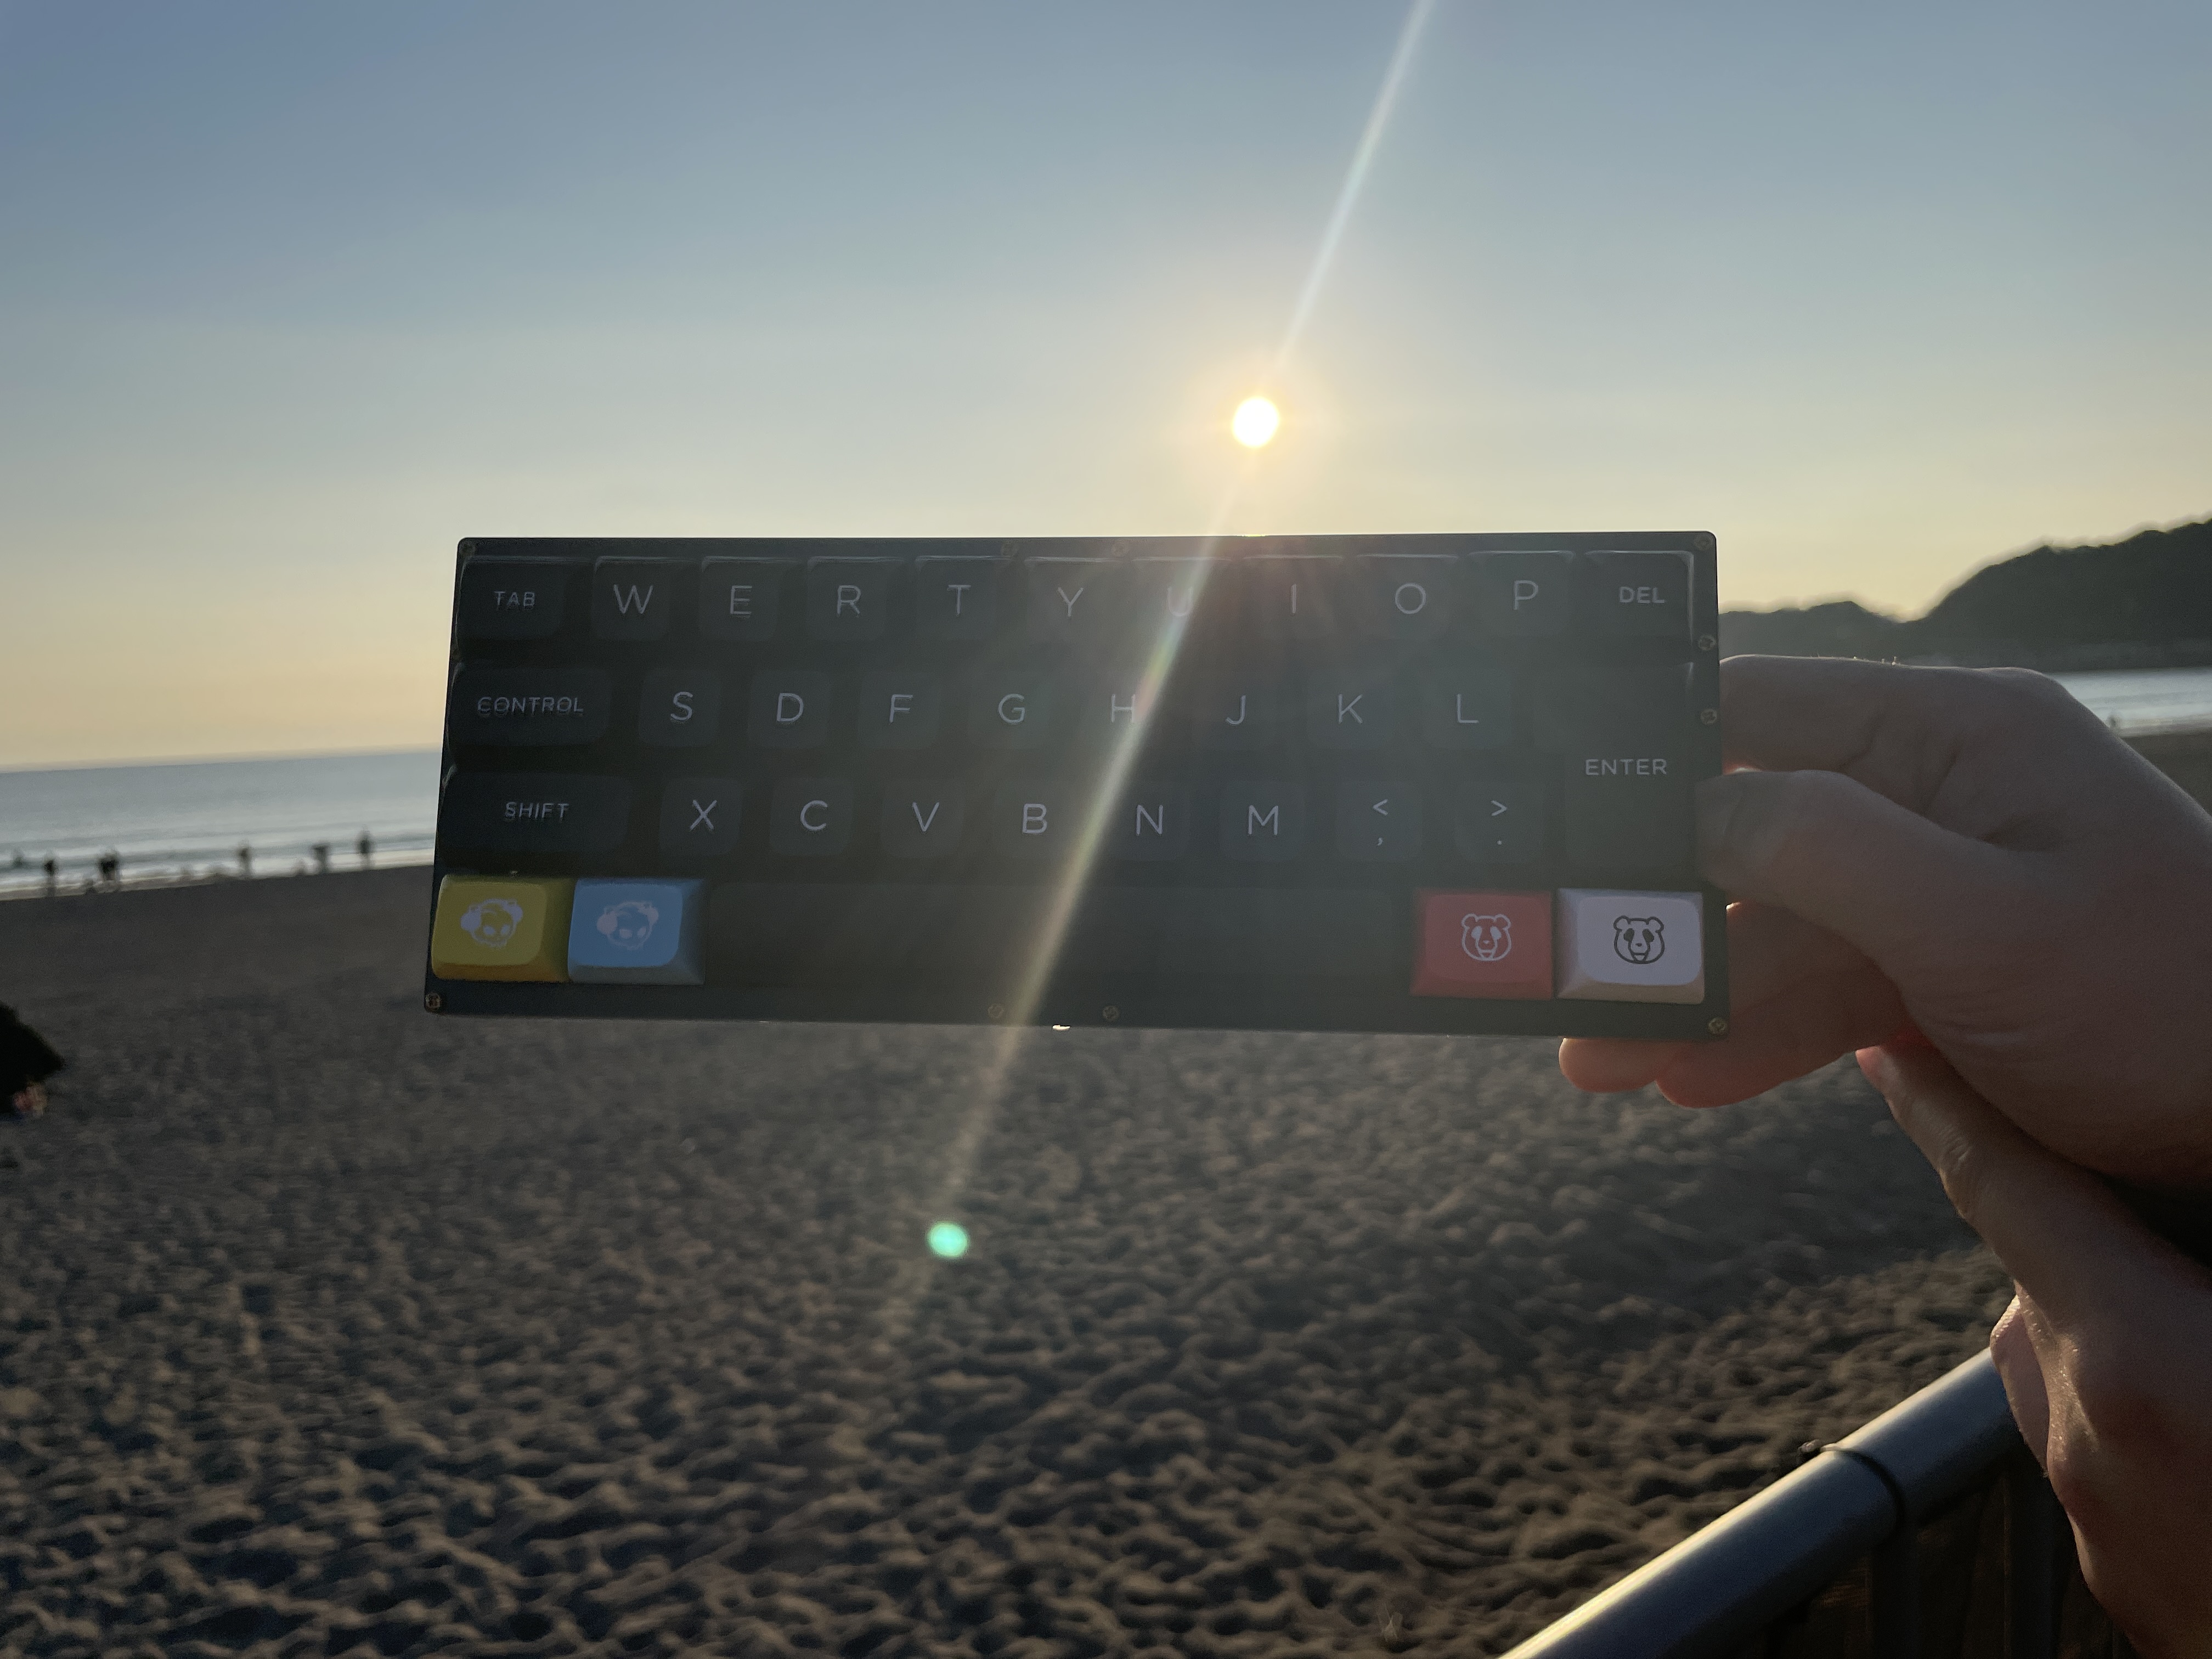 TAB W E R T Y U I O P DEL
CONTROL S D F G H J K L
ENTER
SHIFT X C V B N M < , > .